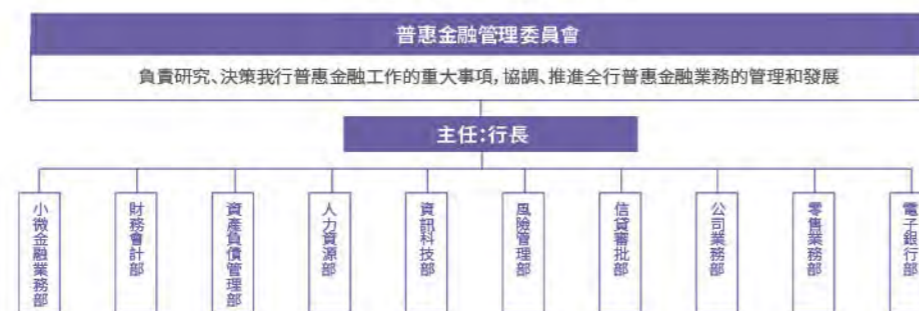 普惠金融管理委員會
負責研究、決策我行普惠金融工作的重大事項，協調、推進全行普惠金融業務的管理和發展
主任：行長
小微金融業務部
財務會計部
資產負債管理部
人力資源部
資訊科技部
風險管理部
信貸審批部
公司業務部
零售業務部
電子銀行部